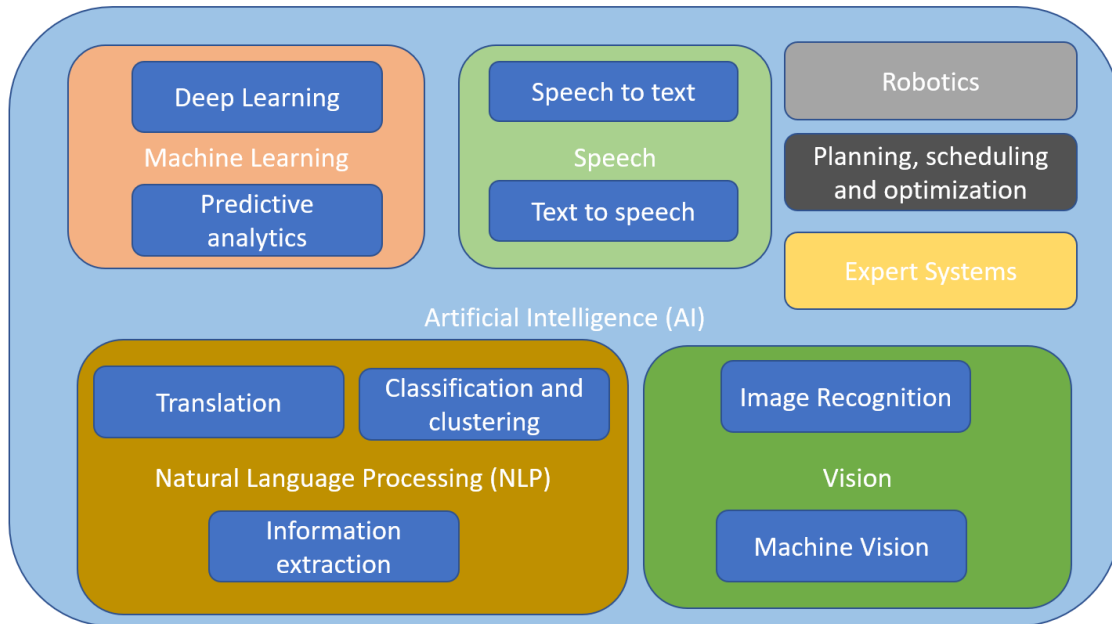 Deep Learning
Machine Learning
Predictive
analytics
Speech to text
Speech
Text to speech
Robotics
Planning, scheduling
and optimization
Expert Systems
Artificial Intelligence (AI)
Translation
Classification and
clustering
Natural Language Processing (NLP)
Information
extraction
Image Recognition
Vision
Machine Vision